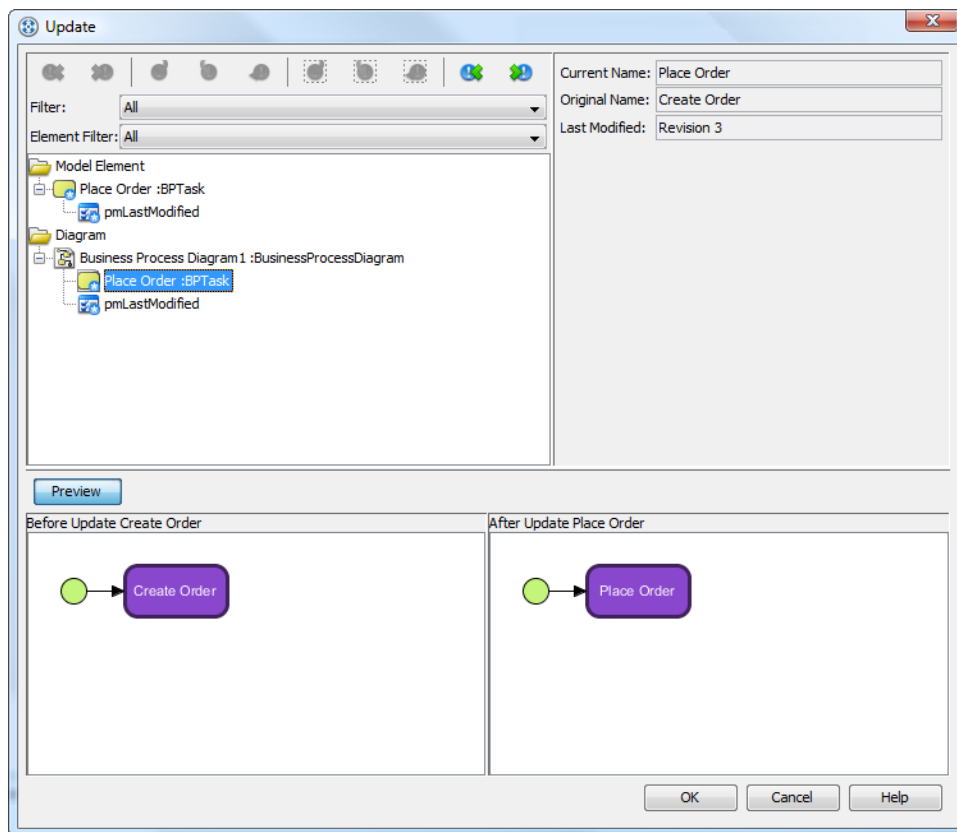 Update
Filter: All
Element Filter: All
Model Element
Place Order :BPTask
pmLastModified
Diagram
Business Process Diagram1 :BusinessProcessDiagram
Place Order :BPTask
pmLastModified
Current Name: Place Order
Original Name: Create Order
Last Modified: Revision 3
Preview
Before Update Create Order
Create Order
After Update Place Order
Place Order
OK Cancel Help